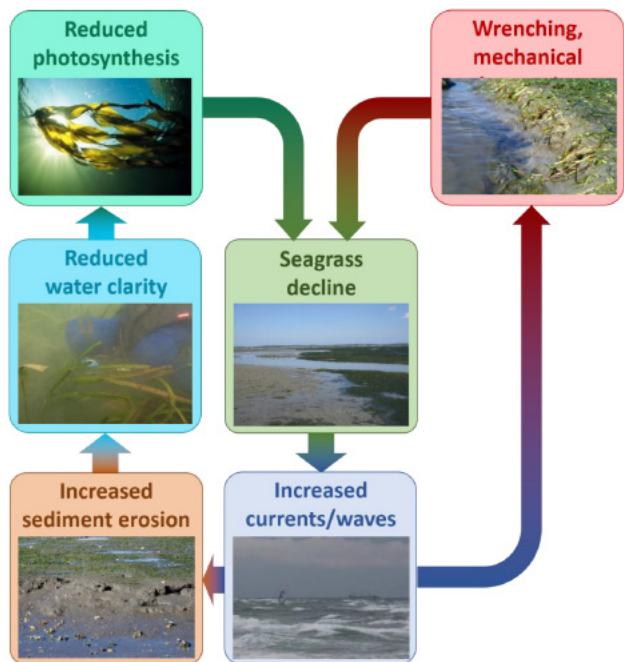 Reduced
photosynthesis
Wrenching,
mechanical
Reduced
water clarity
Seagrass
decline
Increased
sediment erosion
Increased
currents/waves